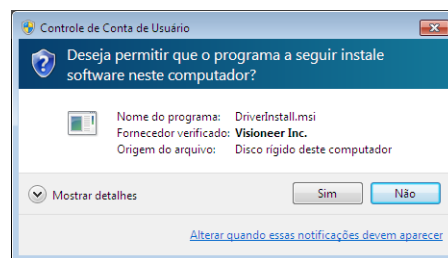 Controle de Conta de Usuário
Deseja permitir que o programa a seguir instale
software neste computador?
Nome do programa: DriverInstall.msi
Fornecedor verificado: Visioneer Inc.
Origem do arquivo: Disco rígido deste computador
Mostrar detalhes
Sim
Não
Alterar quando essas notificações devem aparecer